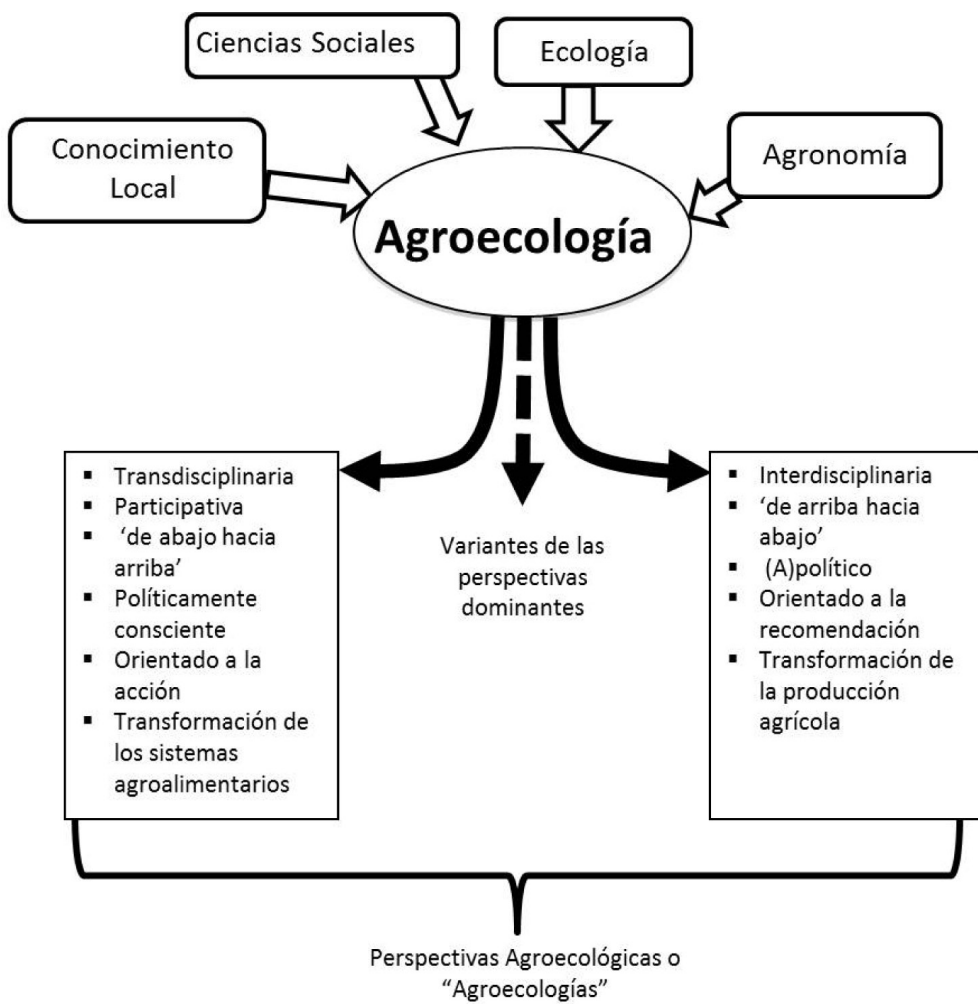 Ciencias Sociales
Ecología
Conocimiento
Local
Agronomía
Agroecología
▪ Transdisciplinaria
▪ Participativa
▪ ‘de abajo hacia
arriba’
▪ Políticamente
consciente
▪ Orientado a la
acción
▪ Transformación de
los sistemas
agroalimentarios
Variantes de las
perspectivas
dominantes
▪ Interdisciplinaria
▪ ‘de arriba hacia
abajo’
▪ (A)político
▪ Orientado a la
recomendación
▪ Transformación de
la producción
agrícola
Perspectivas Agroecológicas o
“Agroecologías”